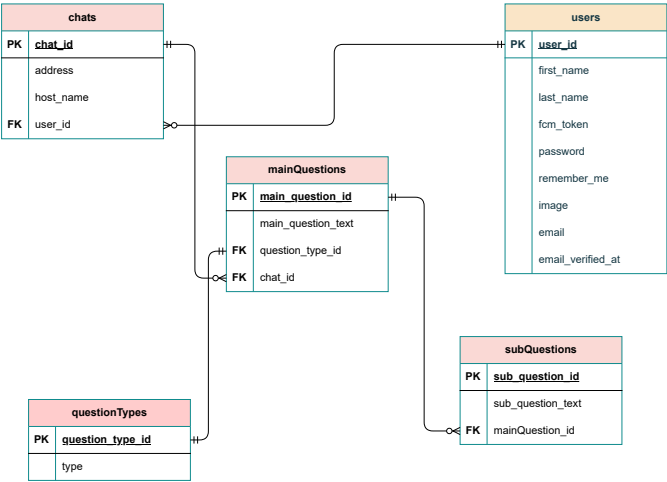 chats
PK chat_id
address
host_name
FK user_id
users
PK user_id
first_name
last_name
fcm_token
password
remember_me
image
email
email_verified_at
mainQuestions
PK main_question_id
main_question_text
FK question_type_id
FK chat_id
subQuestions
PK sub_question_id
sub_question_text
FK mainQuestion_id
questionTypes
PK question_type_id
type